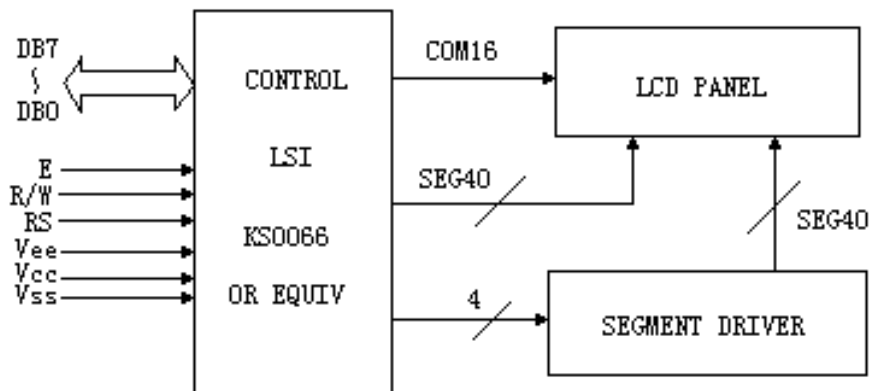 DB7
~
DB0
E
R/W
RS
Vee
Vcc
Vss
CONTROL
LSI
KS0066
OR EQUIV
COM16
SEG40
4
LCD PANEL
SEG40
SEGMENT DRIVER